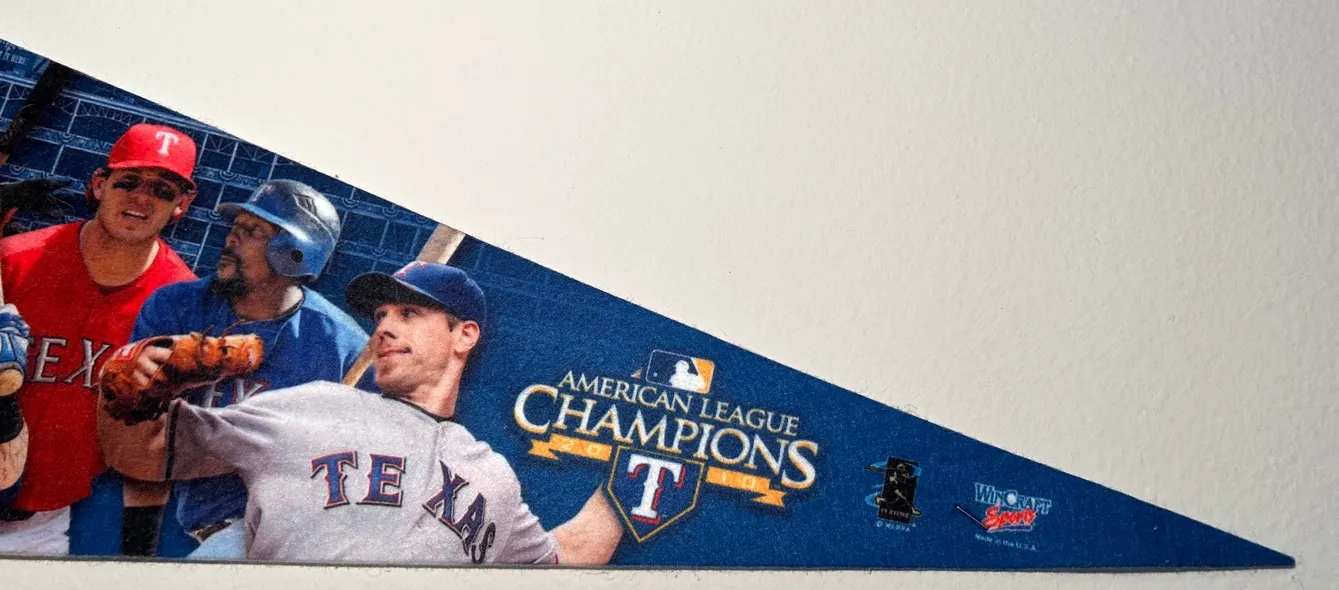 T
TEX
TEXAS
AMERICAN LEAGUE
CHAMPIONS
2010
T
WINCRAFT
Sports
Made in the U.S.A.